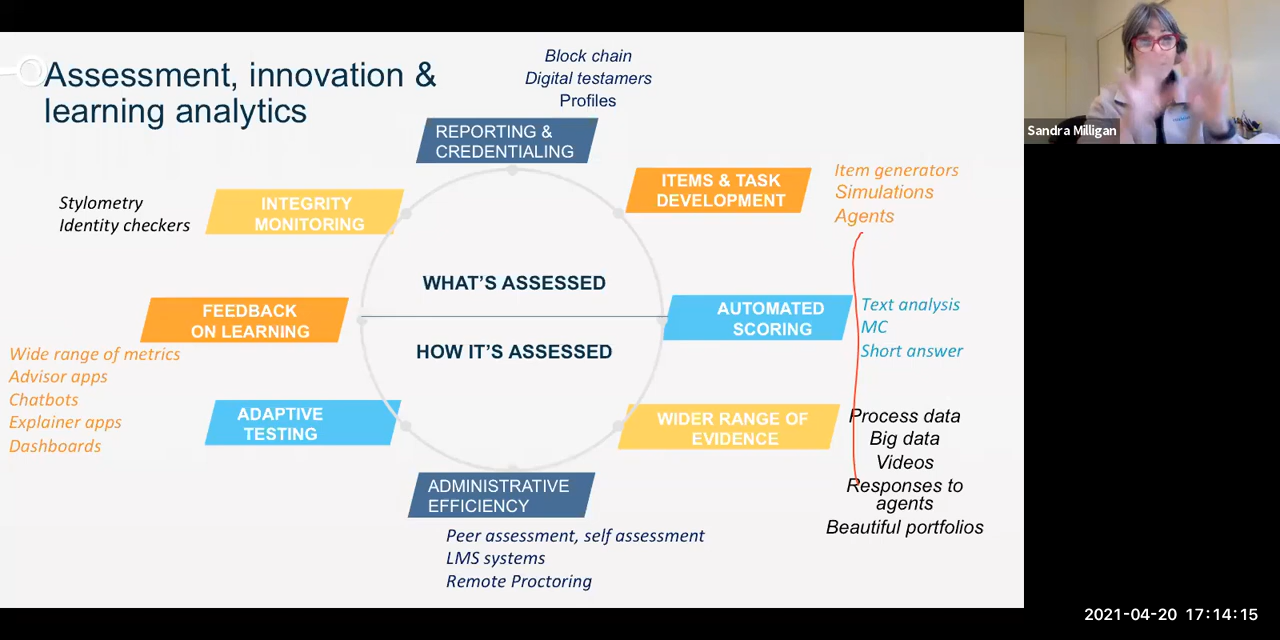 Assessment, innovation &
learning analytics
Block chain
Digital testamers
Profiles
REPORTING &
CREDENTIALING
ITEMS & TASK
DEVELOPMENT
Item generators
Simulations
Agents
Stylometry
Identity checkers
INTEGRITY
MONITORING
WHAT'S ASSESSED
HOW IT'S ASSESSED
AUTOMATED
SCORING
Text analysis
MC
Short answer
FEEDBACK
ON LEARNING
Wide range of metrics
Advisor apps
Chatbots
Explainer apps
Dashboards
ADAPTIVE
TESTING
WIDER RANGE OF
EVIDENCE
Process data
Big data
Videos
Responses to
agents
Beautiful portfolios
ADMINISTRATIVE
EFFICIENCY
Peer assessment, self assessment
LMS systems
Remote Proctoring
Sandra Milligan
2021-04-20 17:14:15